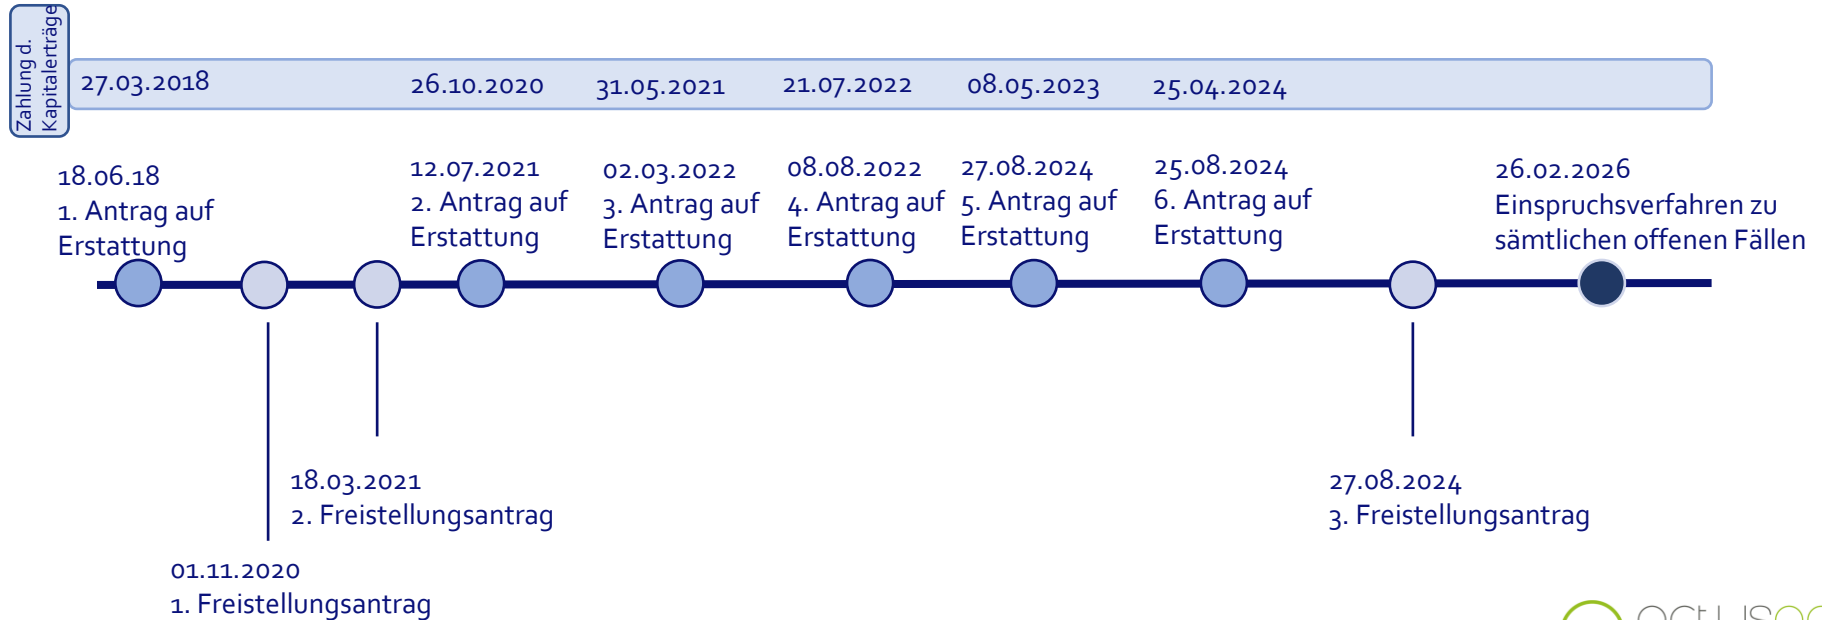 Zahlung d.
Kapitalerträge
27.03.2018
26.10.2020
31.05.2021
21.07.2022
08.05.2023
25.04.2024
18.06.18
1. Antrag auf
Erstattung
12.07.2021
2. Antrag auf
Erstattung
02.03.2022
3. Antrag auf
Erstattung
08.08.2022
4. Antrag auf
Erstattung
27.08.2024
5. Antrag auf
Erstattung
25.08.2024
6. Antrag auf
Erstattung
26.02.2026
Einspruchsverfahren zu
sämtlichen offenen Fällen
18.03.2021
2. Freistellungsantrag
27.08.2024
3. Freistellungsantrag
01.11.2020
1. Freistellungsantrag